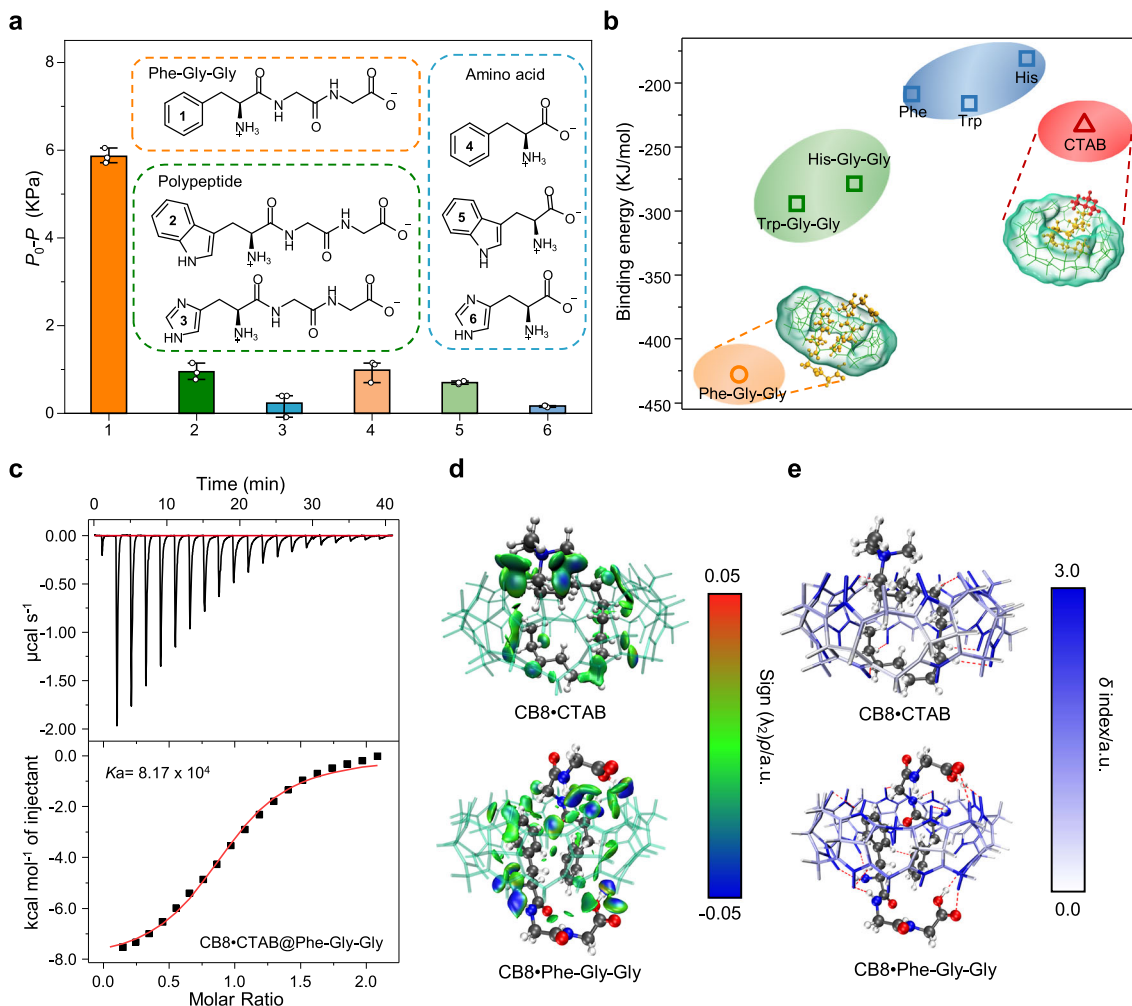 a
P₀-P (KPa)
8
6
4
2
0
1
2
3
4
5
6
Phe-Gly-Gly
1
O
H
N
N
H
O
O
O
−
NH₃
+
Polypeptide
2
N
H
O
H
N
N
H
O
O
O
−
NH₃
+
3
N
HN
O
H
N
N
H
O
O
O
−
NH₃
+
Amino acid
4
O
O
−
NH₃
+
5
N
H
O
O
−
NH₃
+
6
N
HN
O
O
−
NH₃
+
b
Binding energy (KJ/mol)
-200
-250
-300
-350
-400
-450
His
Phe
Trp
CTAB
His-Gly-Gly
Trp-Gly-Gly
Phe-Gly-Gly
c
Time (min)
0 10 20 30 40
µcal s⁻¹
0.00
-0.50
-1.00
-1.50
-2.00
kcal mol⁻¹ of injectant
0.0
-2.0
-4.0
-6.0
-8.0
Ka= 8.17 x 10⁴
CB8•CTAB@Phe-Gly-Gly
0.0 0.5 1.0 1.5 2.0
Molar Ratio
d
CB8•CTAB
CB8•Phe-Gly-Gly
0.05
Sign (λ₂)ρ/a.u.
-0.05
e
CB8•CTAB
CB8•Phe-Gly-Gly
3.0
δ index/a.u.
0.0